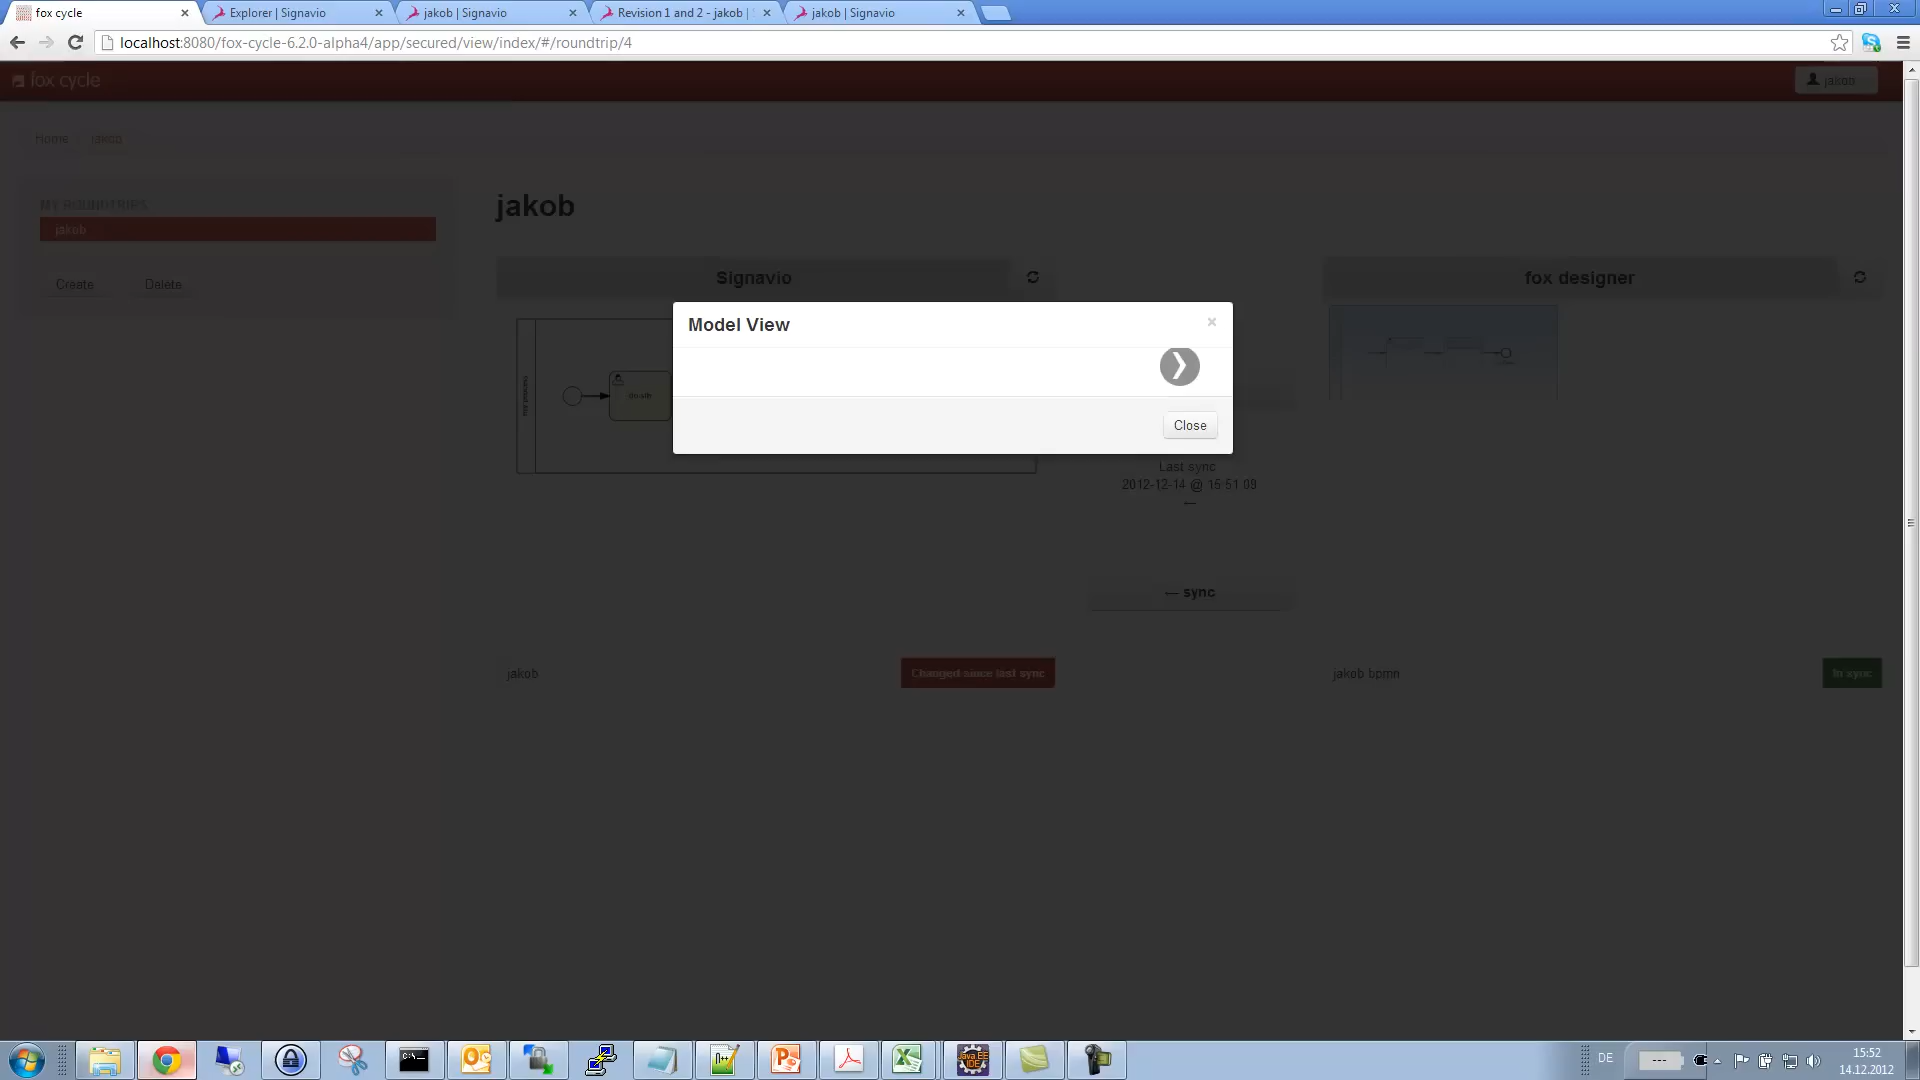 fox cycle
Explorer | Signavio
jakob | Signavio
Revision 1 and 2 - jakob |
jakob | Signavio
localhost:8080/fox-cycle-6.2.0-alpha4/app/secured/view/index/#/roundtrip/4
fox cycle
jakob
Home
jakob
MY ROUNDTRIPS
jakob
Create
Delete
jakob
Signavio
fox designer
Model View
Close
Last sync
2012-12-14 @ 15:51:09
sync
jakob
Changed since last sync
jakob bpmn
In sync
DE
15:52
14.12.2012